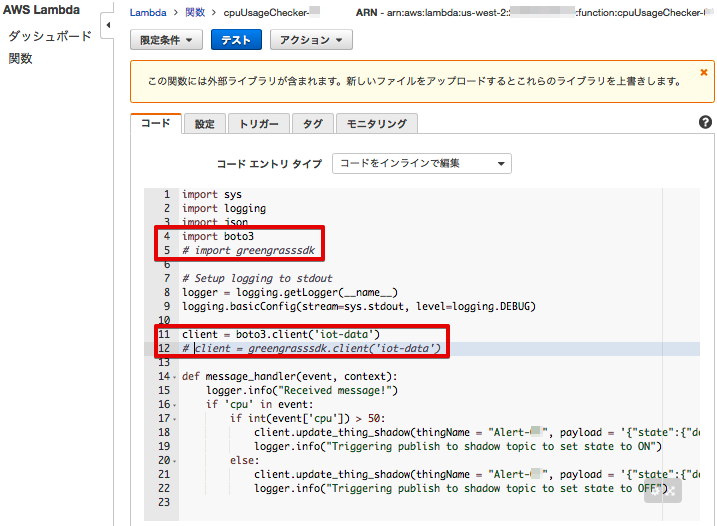 AWS Lambda
ダッシュボード
関数
Lambda > 関数 > cpuUsageChecker-
ARN - arn:aws:lambda:us-west-2: :function:cpuUsageChecker-
限定条件
テスト
アクション
この関数には外部ライブラリが含まれます。新しいファイルをアップロードするとこれらのライブラリを上書きします。
コード
設定
トリガー
タグ
モニタリング
コード エントリ タイプ
コードをインラインで編集
1 import sys
2 import logging
3 import json
4 import boto3
5 # import greengrasssdk
6
7 # Setup logging to stdout
8 logger = logging.getLogger(__name__)
9 logging.basicConfig(stream=sys.stdout, level=logging.DEBUG)
10
11 client = boto3.client('iot-data')
12 # client = greengrasssdk.client('iot-data')
13
14 def message_handler(event, context):
15 logger.info("Received message!")
16 if 'cpu' in event:
17 if int(event['cpu']) > 50:
18 client.update_thing_shadow(thingName = "Alert- ", payload = '{"state":{"de
19 logger.info("Triggering publish to shadow topic to set state to ON")
20 else:
21 client.update_thing_shadow(thingName = "Alert- ", payload = '{"state":{"de
22 logger.info("Triggering publish to shadow topic to set state to OFF")
23